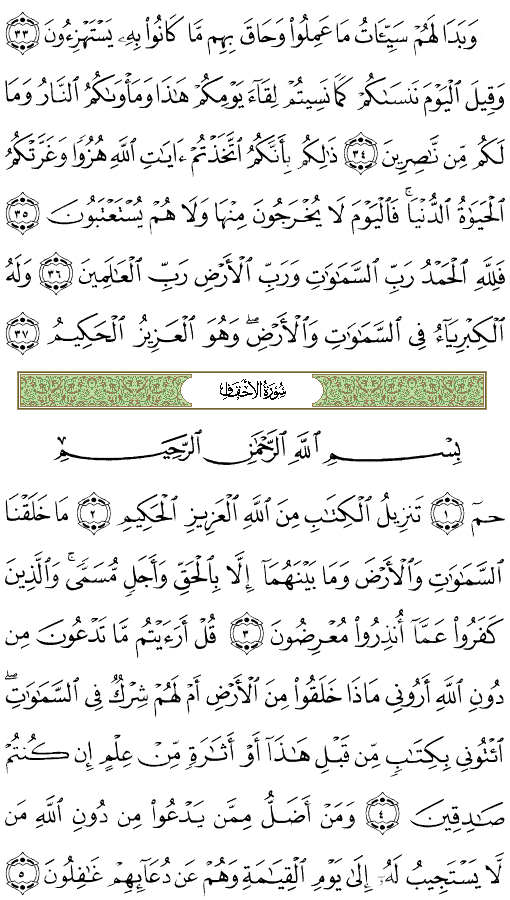 وَبَدَا لَهُمْ سَيِّـَٔاتُ مَا عَمِلُوا۟ وَحَاقَ بِهِم مَّا كَانُوا۟ بِهِۦ يَسْتَهْزِءُونَ ﴿٣٣﴾
وَقِيلَ ٱلْيَوْمَ نَنسَىٰكُمْ كَمَا نَسِيتُمْ لِقَآءَ يَوْمِكُمْ هَٰذَا وَمَأْوَىٰكُمُ ٱلنَّارُ وَمَا
لَكُم مِّن نَّٰصِرِينَ ﴿٣٤﴾ ذَٰلِكُم بِأَنَّكُمُ ٱتَّخَذْتُمْ ءَايَٰتِ ٱللَّهِ هُزُوًا وَغَرَّتْكُمُ
ٱلْحَيَوٰةُ ٱلدُّنْيَا ۚ فَٱلْيَوْمَ لَا يُخْرَجُونَ مِنْهَا وَلَا هُمْ يُسْتَعْتَبُونَ ﴿٣٥﴾
فَلِلَّهِ ٱلْحَمْدُ رَبِّ ٱلسَّمَٰوَٰتِ وَرَبِّ ٱلْأَرْضِ رَبِّ ٱلْعَٰلَمِينَ ﴿٣٦﴾ وَلَهُ
ٱلْكِبْرِيَآءُ فِى ٱلسَّمَٰوَٰتِ وَٱلْأَرْضِ ۖ وَهُوَ ٱلْعَزِيزُ ٱلْحَكِيمُ ﴿٣٧﴾
سُورَةُ الأَحْقَافِ
بِسْمِ ٱللَّهِ ٱلرَّحْمَٰنِ ٱلرَّحِيمِ
حمٓ ﴿١﴾ تَنزِيلُ ٱلْكِتَٰبِ مِنَ ٱللَّهِ ٱلْعَزِيزِ ٱلْحَكِيمِ ﴿٢﴾ مَا خَلَقْنَا
ٱلسَّمَٰوَٰتِ وَٱلْأَرْضَ وَمَا بَيْنَهُمَآ إِلَّا بِٱلْحَقِّ وَأَجَلٍ مُّسَمًّى ۚ وَٱلَّذِينَ
كَفَرُوا۟ عَمَّآ أُنذِرُوا۟ مُعْرِضُونَ ﴿٣﴾ قُلْ أَرَءَيْتُم مَّا تَدْعُونَ مِن
دُونِ ٱللَّهِ أَرُونِى مَاذَا خَلَقُوا۟ مِنَ ٱلْأَرْضِ أَمْ لَهُمْ شِرْكٌ فِى ٱلسَّمَٰوَٰتِ ۖ
ٱئْتُونِى بِكِتَٰبٍ مِّن قَبْلِ هَٰذَآ أَوْ أَثَٰرَةٍ مِّنْ عِلْمٍ إِن كُنتُمْ
صَٰدِقِينَ ﴿٤﴾ وَمَنْ أَضَلُّ مِمَّن يَدْعُوا۟ مِن دُونِ ٱللَّهِ مَن
لَّا يَسْتَجِيبُ لَهُۥٓ إِلَىٰ يَوْمِ ٱلْقِيَٰمَةِ وَهُمْ عَن دُعَآئِهِمْ غَٰفِلُونَ ﴿٥﴾